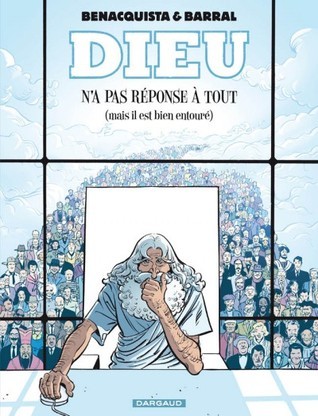 BENACQUISTA & BARRAL
DIEU
N'A PAS RÉPONSE À TOUT
(mais il est bien entouré)
DARGAUD